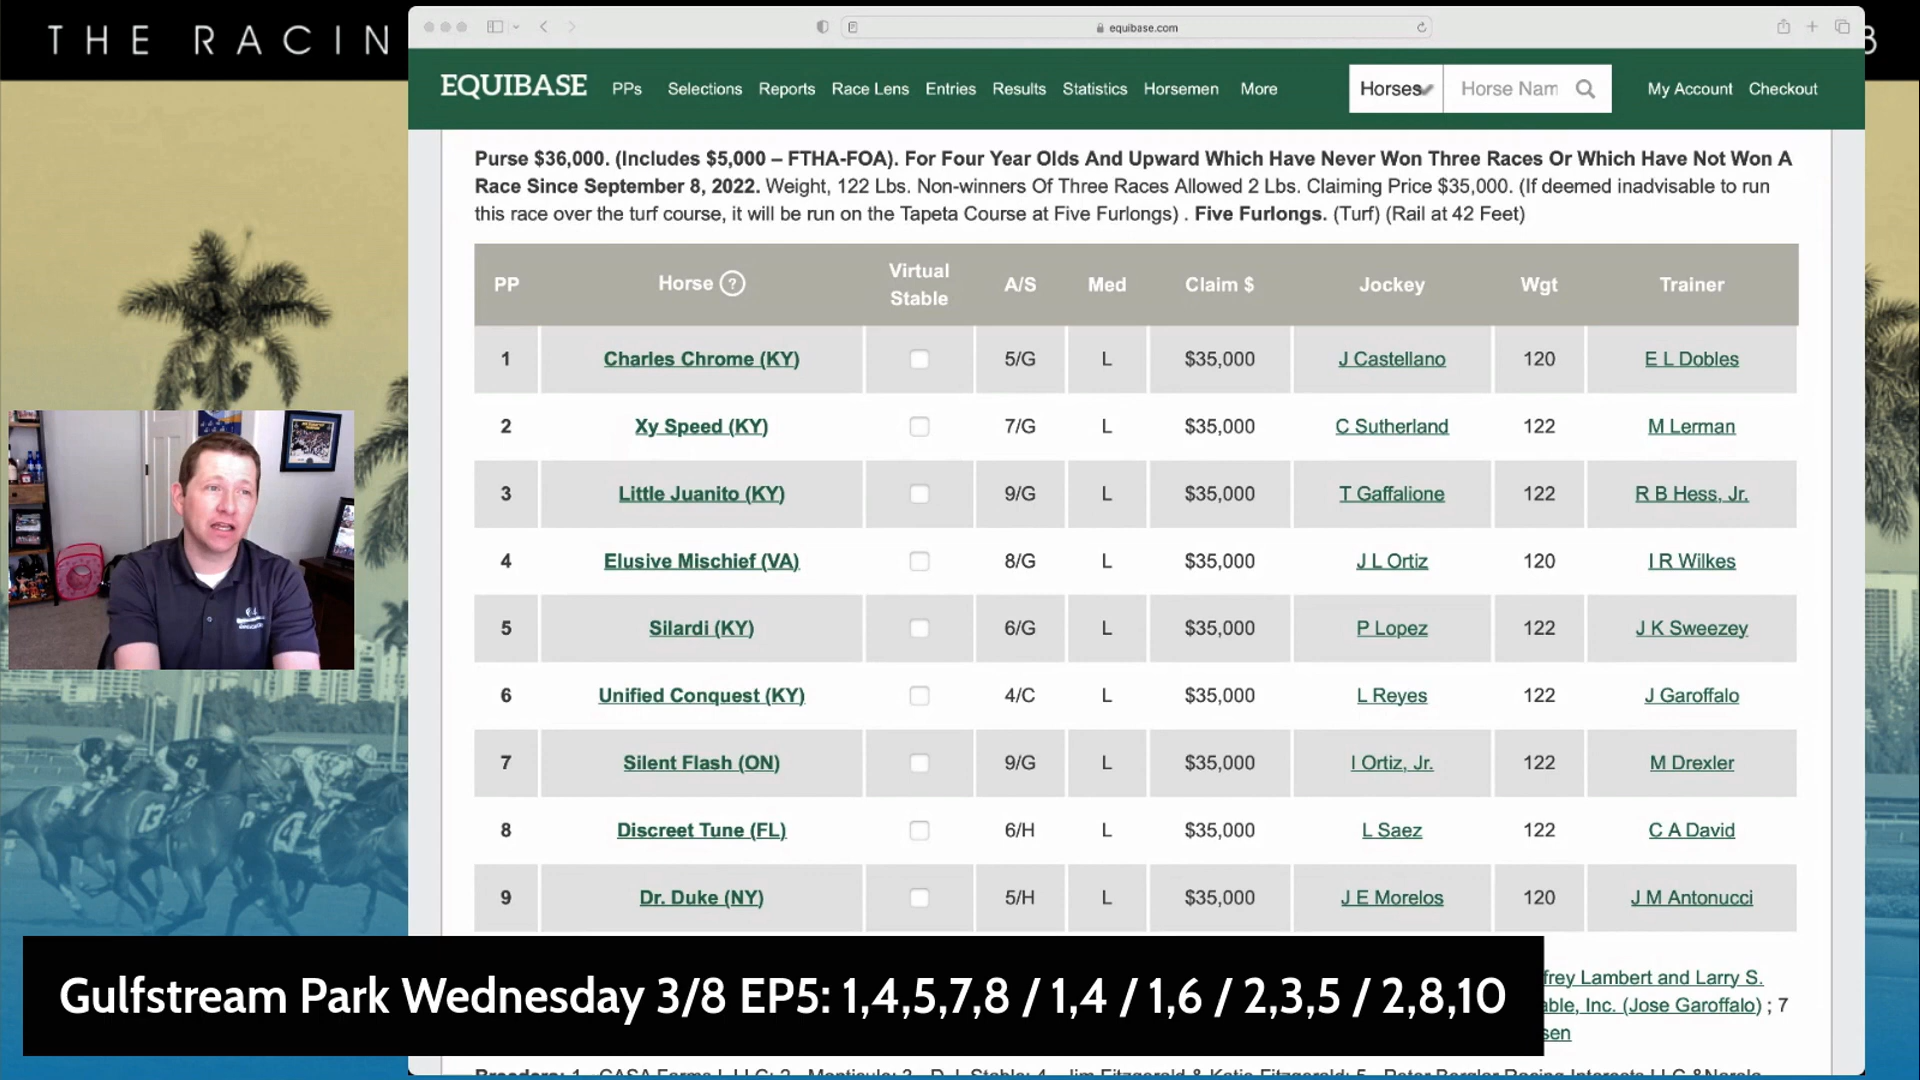 THE RACIN
equibase.com
EQUIBASE PPs Selections Reports Race Lens Entries Results Statistics Horsemen More Horses Horse Nam My Account Checkout
Purse $36,000. (Includes $5,000 – FTHA-FOA). For Four Year Olds And Upward Which Have Never Won Three Races Or Which Have Not Won A
Race Since September 8, 2022. Weight, 122 Lbs. Non-winners Of Three Races Allowed 2 Lbs. Claiming Price $35,000. (If deemed inadvisable to run
this race over the turf course, it will be run on the Tapeta Course at Five Furlongs) . Five Furlongs. (Turf) (Rail at 42 Feet)
PP Horse ? Virtual Stable A/S Med Claim $ Jockey Wgt Trainer
1 Charles Chrome (KY) 5/G L $35,000 J Castellano 120 E L Dobles
2 Xy Speed (KY) 7/G L $35,000 C Sutherland 122 M Lerman
3 Little Juanito (KY) 9/G L $35,000 T Gaffalione 122 R B Hess, Jr.
4 Elusive Mischief (VA) 8/G L $35,000 J L Ortiz 120 I R Wilkes
5 Silardi (KY) 6/G L $35,000 P Lopez 122 J K Sweezey
6 Unified Conquest (KY) 4/C L $35,000 L Reyes 122 J Garoffalo
7 Silent Flash (ON) 9/G L $35,000 I Ortiz, Jr. 122 M Drexler
8 Discreet Tune (FL) 6/H L $35,000 L Saez 122 C A David
9 Dr. Duke (NY) 5/H L $35,000 J E Morelos 120 J M Antonucci
frey Lambert and Larry S.
able, Inc. (Jose Garoffalo) ; 7
sen
Gulfstream Park Wednesday 3/8 EP5: 1,4,5,7,8 / 1,4 / 1,6 / 2,3,5 / 2,8,10